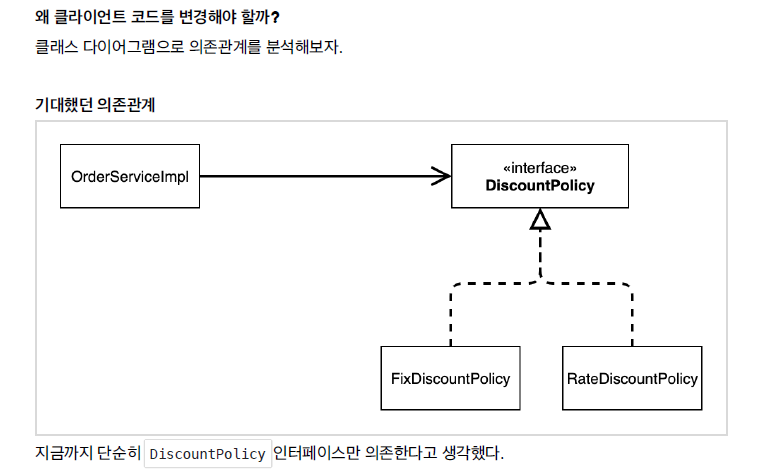 왜 클라이언트 코드를 변경해야 할까?
클래스 다이어그램으로 의존관계를 분석해보자.
기대했던 의존관계
OrderServiceImpl
«interface»
DiscountPolicy
FixDiscountPolicy
RateDiscountPolicy
지금까지 단순히 DiscountPolicy 인터페이스만 의존한다고 생각했다.